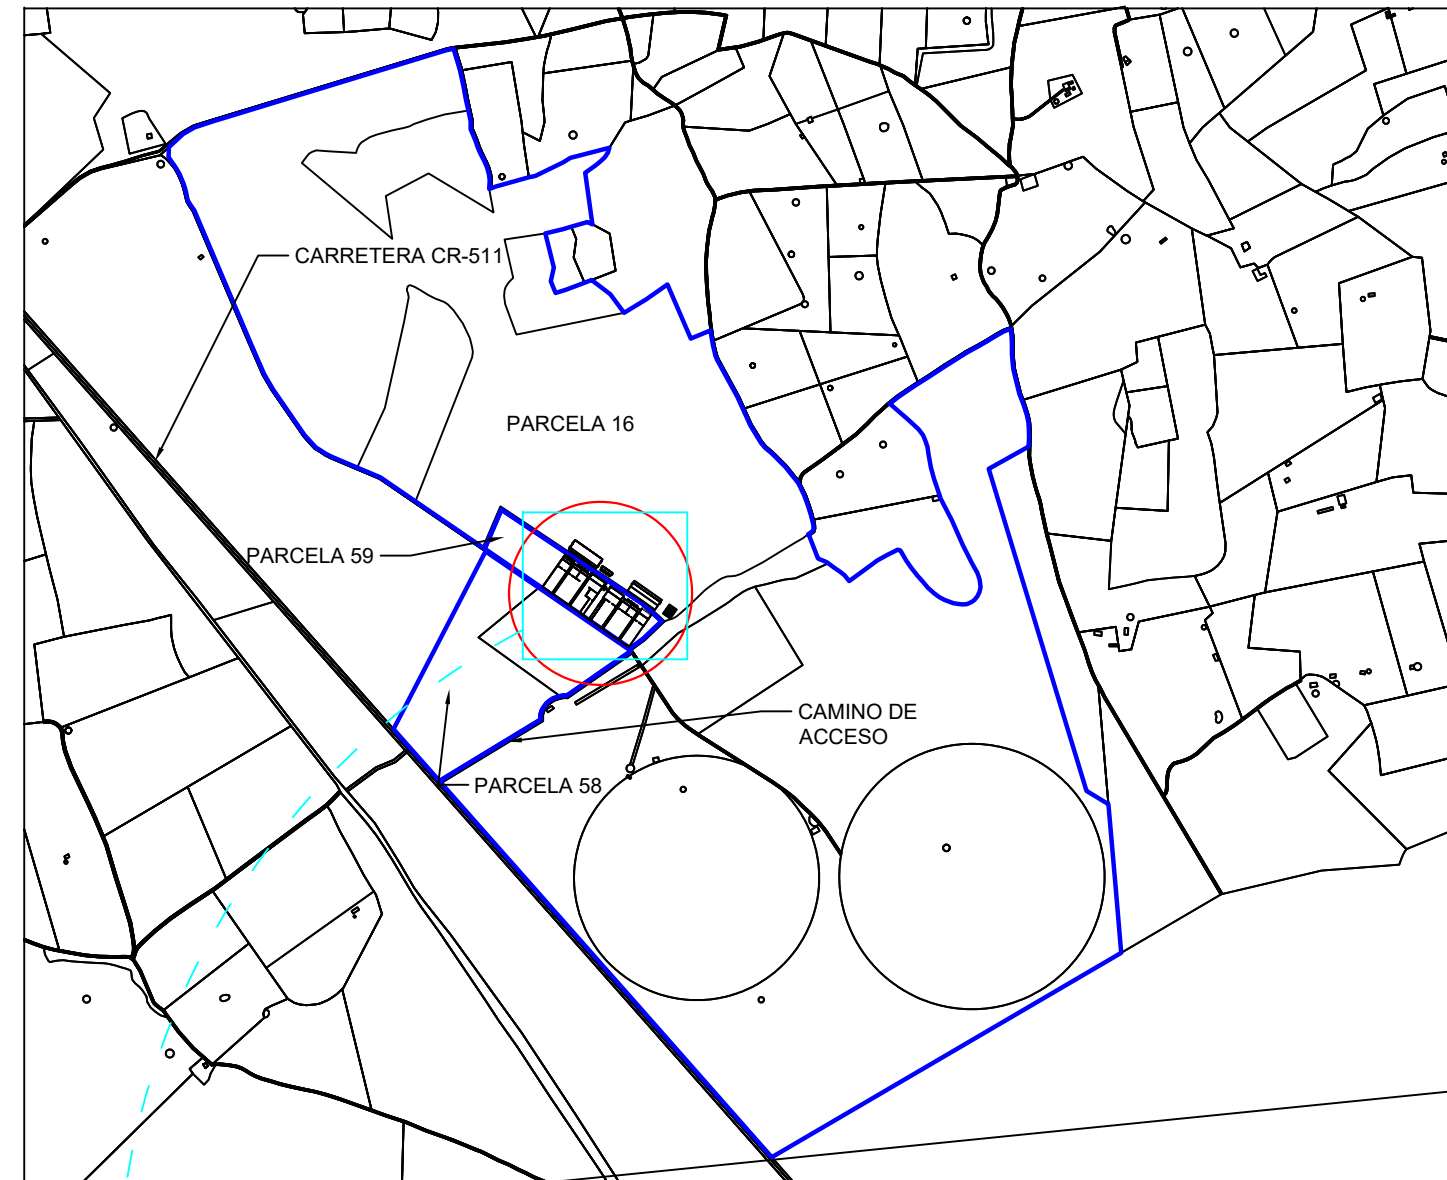 CARRETERA CR-511
PARCELA 16
PARCELA 59
CAMINO DE
ACCESO
PARCELA 58